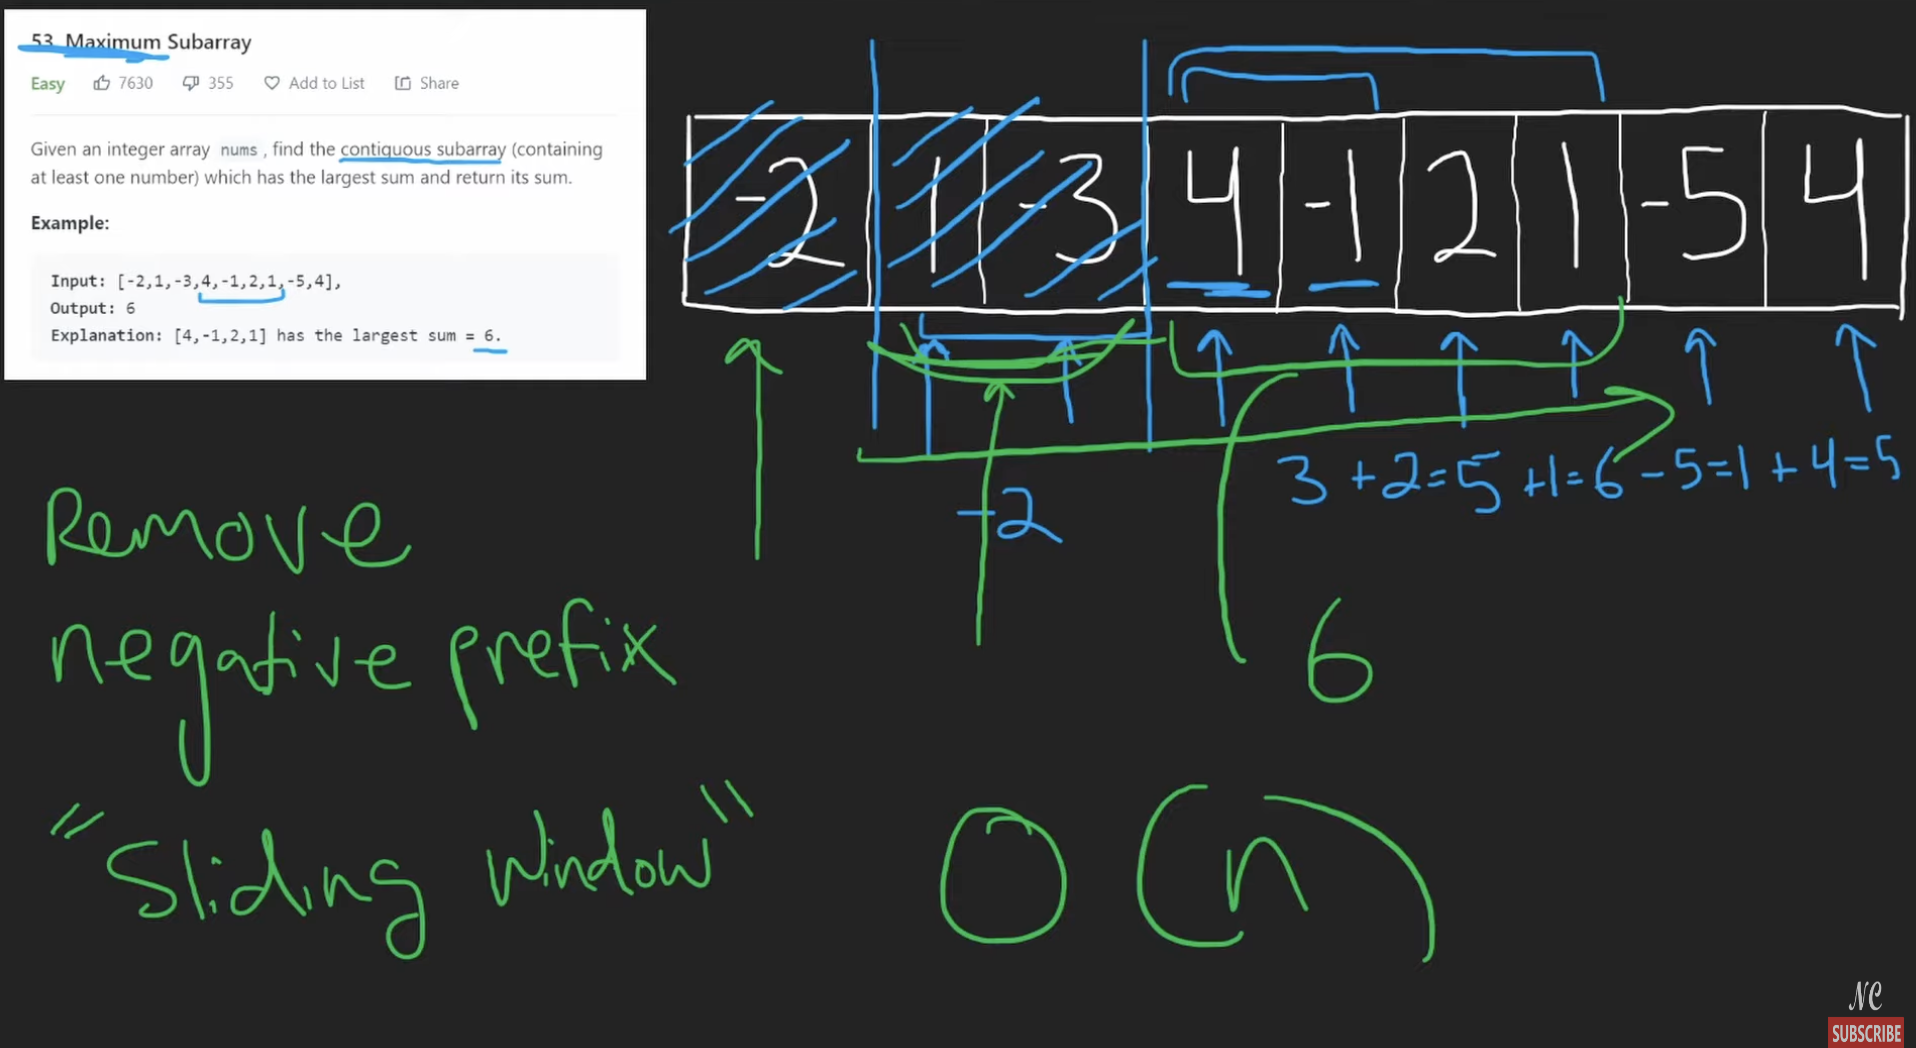 53. Maximum Subarray
Easy 7630 355 Add to List Share
Given an integer array nums, find the contiguous subarray (containing
at least one number) which has the largest sum and return its sum.
Example:
Input: [-2,1,-3,4,-1,2,1,-5,4],
Output: 6
Explanation: [4,-1,2,1] has the largest sum = 6.
-2 1 -3 4 -1 2 1 -5 4
3 +2=5 +1=6 -5=1 +4=5
-2
Remove
negative prefix
6
"Sliding Window"
O(n)
NC
SUBSCRIBE